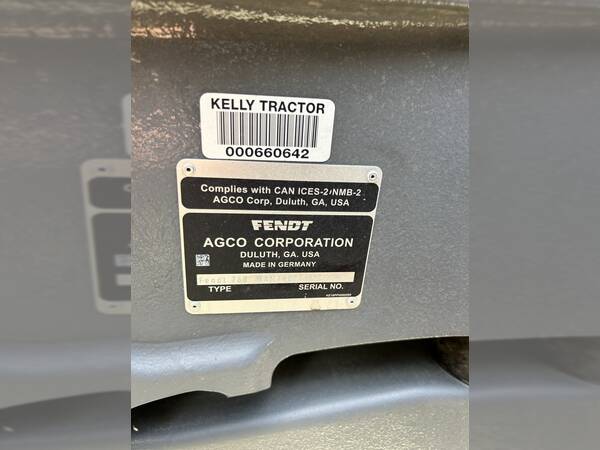 KELLY TRACTOR
000660642
Complies with CAN ICES-2/NMB-2
AGCO Corp, Duluth, GA, USA
FENDT
AGCO CORPORATION
DULUTH, GA. USA
MADE IN GERMANY
Fendt
TYPE SERIAL NO.